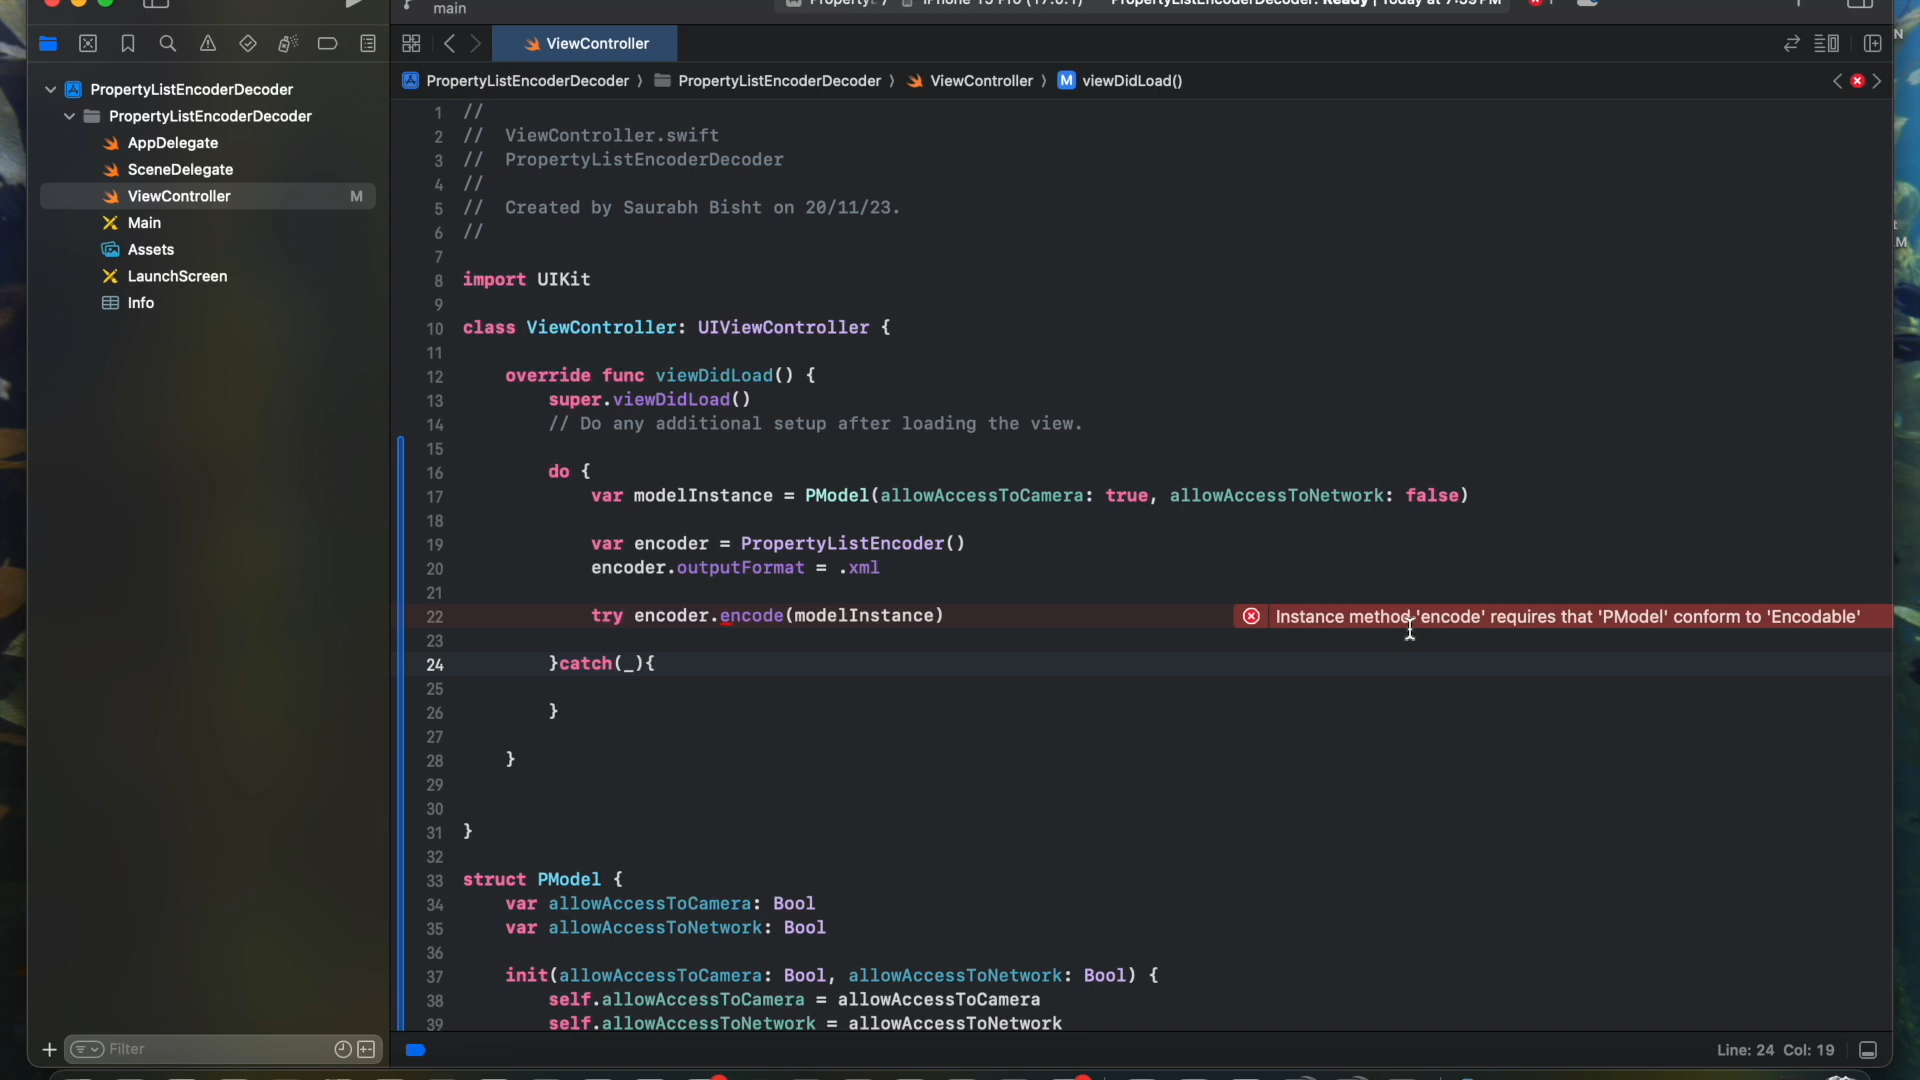 main
ViewController
PropertyListEncoderDecoder
PropertyListEncoderDecoder
AppDelegate
SceneDelegate
ViewController M
Main
Assets
LaunchScreen
Info
Filter
PropertyListEncoderDecoder 〉 PropertyListEncoderDecoder 〉 ViewController 〉 M viewDidLoad()
1 //
2 //  ViewController.swift
3 //  PropertyListEncoderDecoder
4 //
5 //  Created by Saurabh Bisht on 20/11/23.
6 //
7
8 import UIKit
9
10 class ViewController: UIViewController {
11
12     override func viewDidLoad() {
13         super.viewDidLoad()
14         // Do any additional setup after loading the view.
15
16         do {
17             var modelInstance = PModel(allowAccessToCamera: true, allowAccessToNetwork: false)
18
19             var encoder = PropertyListEncoder()
20             encoder.outputFormat = .xml
21
22             try encoder.encode(modelInstance) Instance method 'encode' requires that 'PModel' conform to 'Encodable'
23
24         }catch(_){
25
26         }
27
28     }
29
30
31 }
32
33 struct PModel {
34     var allowAccessToCamera: Bool
35     var allowAccessToNetwork: Bool
36
37     init(allowAccessToCamera: Bool, allowAccessToNetwork: Bool) {
38         self.allowAccessToCamera = allowAccessToCamera
39         self.allowAccessToNetwork = allowAccessToNetwork
Line: 24 Col: 19